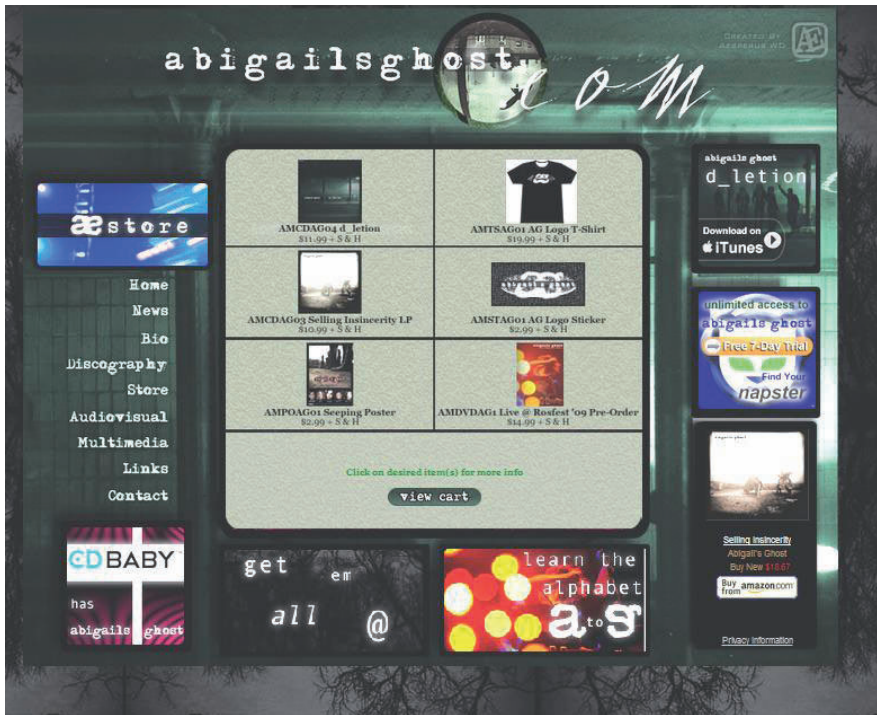 abigailsghost
com
CREATED BY
AESPERUS WD
AE
æ store
Home
News
Bio
Discography
Store
Audiovisual
Multimedia
Links
Contact
CD BABY
has
abigails ghost
AMCDAG04 d_letion
$11.99 + S & H
AMTSAG01 AG Logo T-Shirt
$19.99 + S & H
AMCDAG03 Selling Insincerity LP
$10.99 + S & H
AMSTAG01 AG Logo Sticker
$2.99 + S & H
AMPOAG01 Seeping Poster
$2.99 + S & H
AMDVDAG1 Live @ Rosfest '09 Pre-Order
$14.99 + S & H
Click on desired item(s) for more info
view cart
get
em
all @
learn the
alphabet
a to
abigails ghost
d_letion
Download on
iTunes
unlimited access to
abigails ghost
Free 7-Day Trial
Find Your
napster
Selling Insincerity
Abigail's Ghost
Buy New $18.67
Buy
from amazon.com
Privacy Information